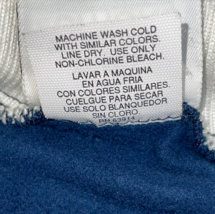 MACHINE WASH COLD
WITH SIMILAR COLORS.
LINE DRY. USE ONLY
NON-CHLORINE BLEACH.
LAVAR A MAQUINA
EN AGUA FRIA
CON COLORES SIMILARES.
CUELGUE PARA SECAR
USE SOLO BLANQUEADOR
SIN CLORO.
RN